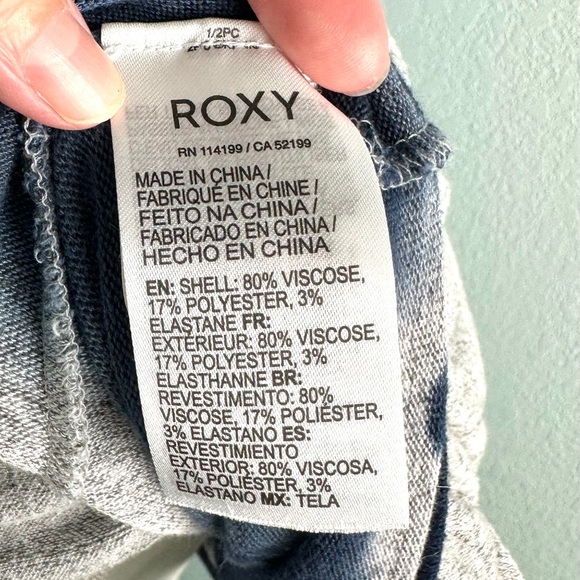 1/2PC
ROXY
RN 114199 / CA 52199
MADE IN CHINA /
FABRIQUÉ EN CHINE /
FEITO NA CHINA /
FABRICADO EN CHINA /
HECHO EN CHINA
EN: SHELL: 80% VISCOSE,
17% POLYESTER, 3%
ELASTANE FR:
EXTÉRIEUR: 80% VISCOSE,
17% POLYESTER, 3%
ELASTHANNE BR:
REVESTIMENTO: 80%
VISCOSE, 17% POLIÉSTER,
3% ELASTANO ES:
REVESTIMIENTO
EXTERIOR: 80% VISCOSA,
17% POLIÉSTER, 3%
ELASTANO MX: TELA